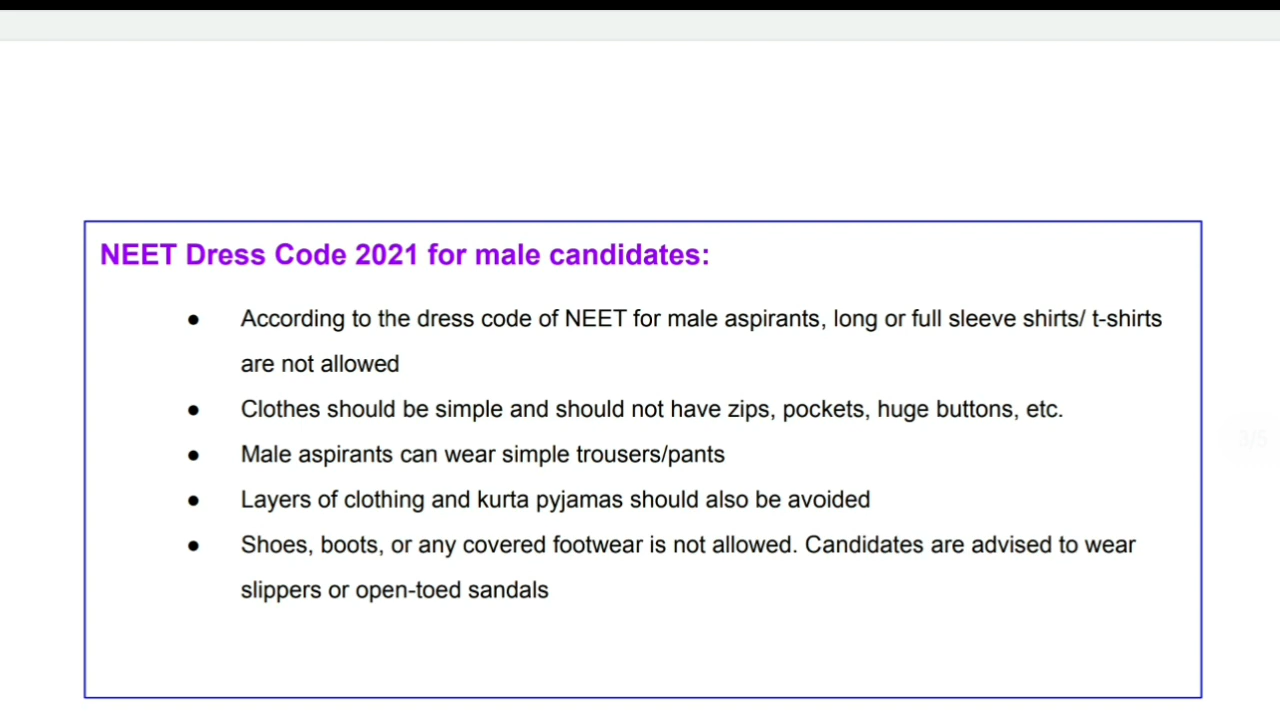 NEET Dress Code 2021 for male candidates:
● According to the dress code of NEET for male aspirants, long or full sleeve shirts/ t-shirts
are not allowed
● Clothes should be simple and should not have zips, pockets, huge buttons, etc.
● Male aspirants can wear simple trousers/pants
● Layers of clothing and kurta pyjamas should also be avoided
● Shoes, boots, or any covered footwear is not allowed. Candidates are advised to wear
slippers or open-toed sandals
3/5